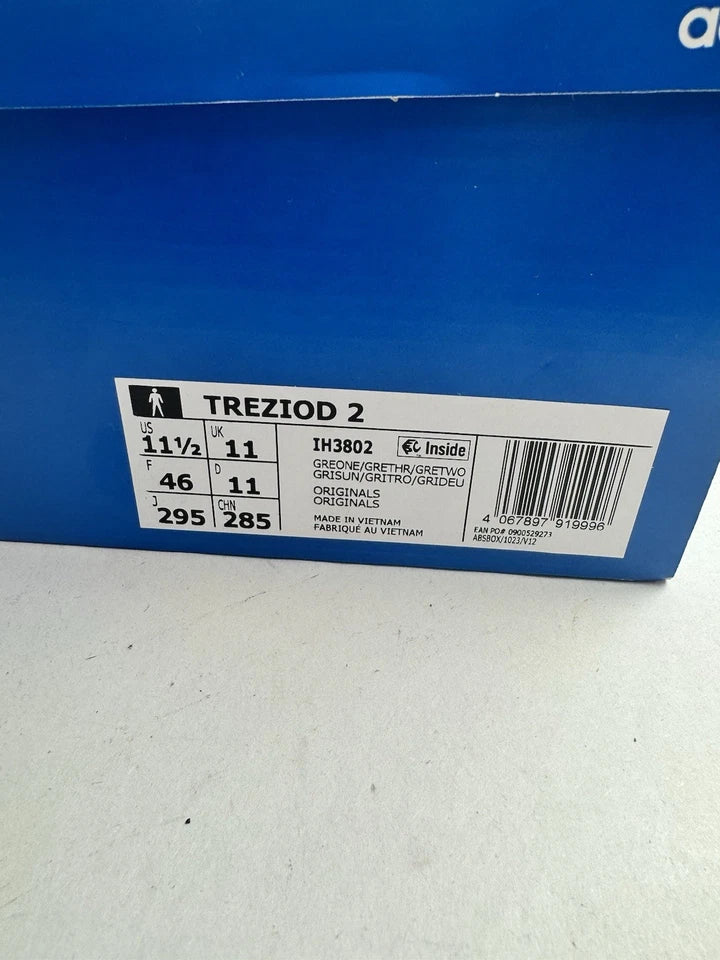 TREZIOD 2
US
11½
UK
11
F
46
D
11
J
295
CHN
285
IH3802
Inside
GREONE/GRETHR/GRETWO
GRISUN/GRITRO/GRIDEU
ORIGINALS
ORIGINALS
MADE IN VIETNAM
FABRIQUÉ AU VIETNAM
4 067897 919996
EAN PO# 0900529273
ABSBOX/1023/V12